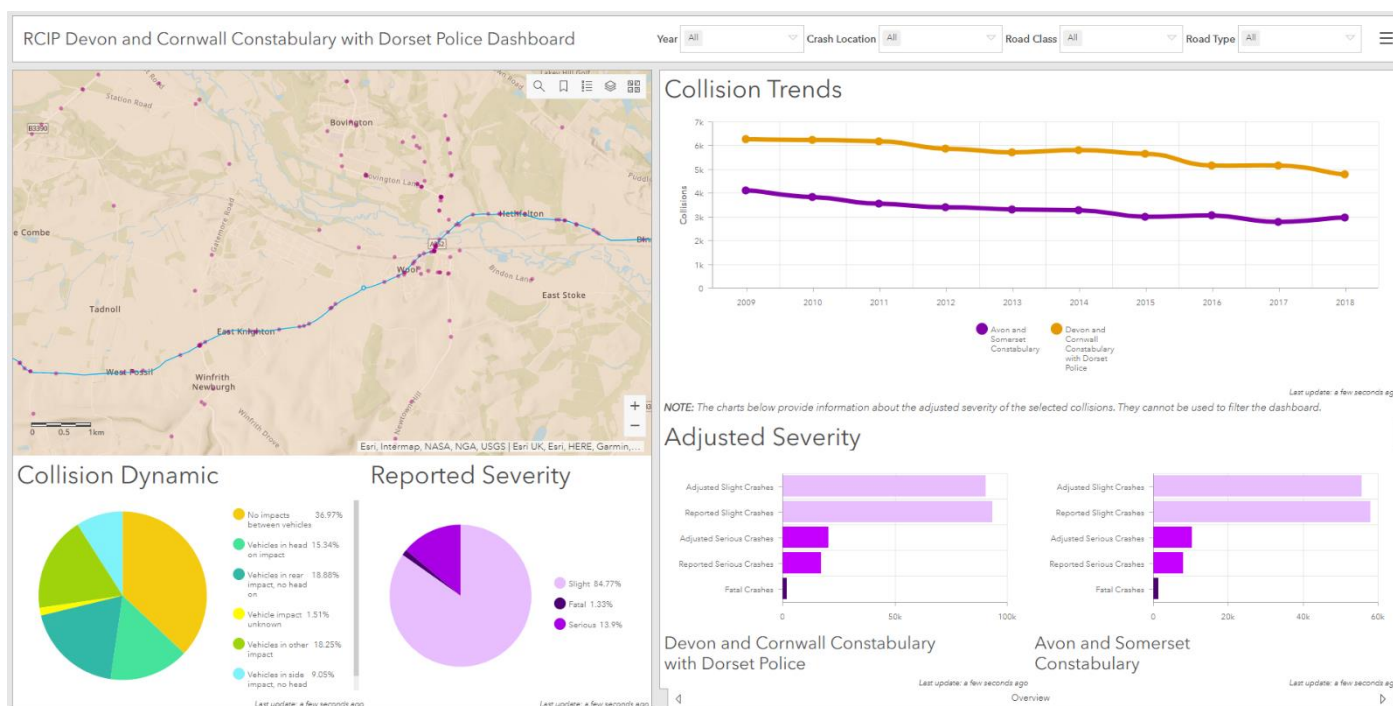 RCIP Devon and Cornwall Constabulary with Dorset Police Dashboard
Year All Crash Location All Road Class All Road Type All
Station Road
B3390
Bovington
Bovington Lane
Gatemore Road
Hethfelton
e Combe
Wool
Bindon Lane
East Stoke
Tadnoll
East Knighton
West Fossil
Winfrith
Newburgh
Winfrith Drove
Newtown Hill
0 0.5 1km
Esri, Intermap, NASA, NGA, USGS | Esri UK, Esri, HERE, Garmin,...
Collision Dynamic
No impacts 36.97%
between vehicles
Vehicles in head 15.34%
on impact
Vehicles in rear 18.88%
impact, no head
on
Vehicle impact 1.51%
unknown
Vehicles in other 18.25%
impact
Vehicles in side 9.05%
impact, no head
Last update: a few seconds ago
Reported Severity
Slight 84.77%
Fatal 1.33%
Serious 13.9%
Last update: a few seconds ago
Collision Trends
7k
6k
5k
4k
3k
2k
1k
0
Collisions
2009 2010 2011 2012 2013 2014 2015 2016 2017 2018
Avon and
Somerset
Constabulary
Devon and
Cornwall
Constabulary
with Dorset
Police
Last update: a few seconds ag
NOTE: The charts below provide information about the adjusted severity of the selected collisions. They cannot be used to filter the dashboard.
Adjusted Severity
Adjusted Slight Crashes
Reported Slight Crashes
Adjusted Serious Crashes
Reported Serious Crashes
Fatal Crashes
0 50k 100k
Devon and Cornwall Constabulary
with Dorset Police
Last update: a few seconds ago
Adjusted Slight Crashes
Reported Slight Crashes
Adjusted Serious Crashes
Reported Serious Crashes
Fatal Crashes
0 20k 40k 60k
Avon and Somerset
Constabulary
Last update: a few seconds ag
Overview